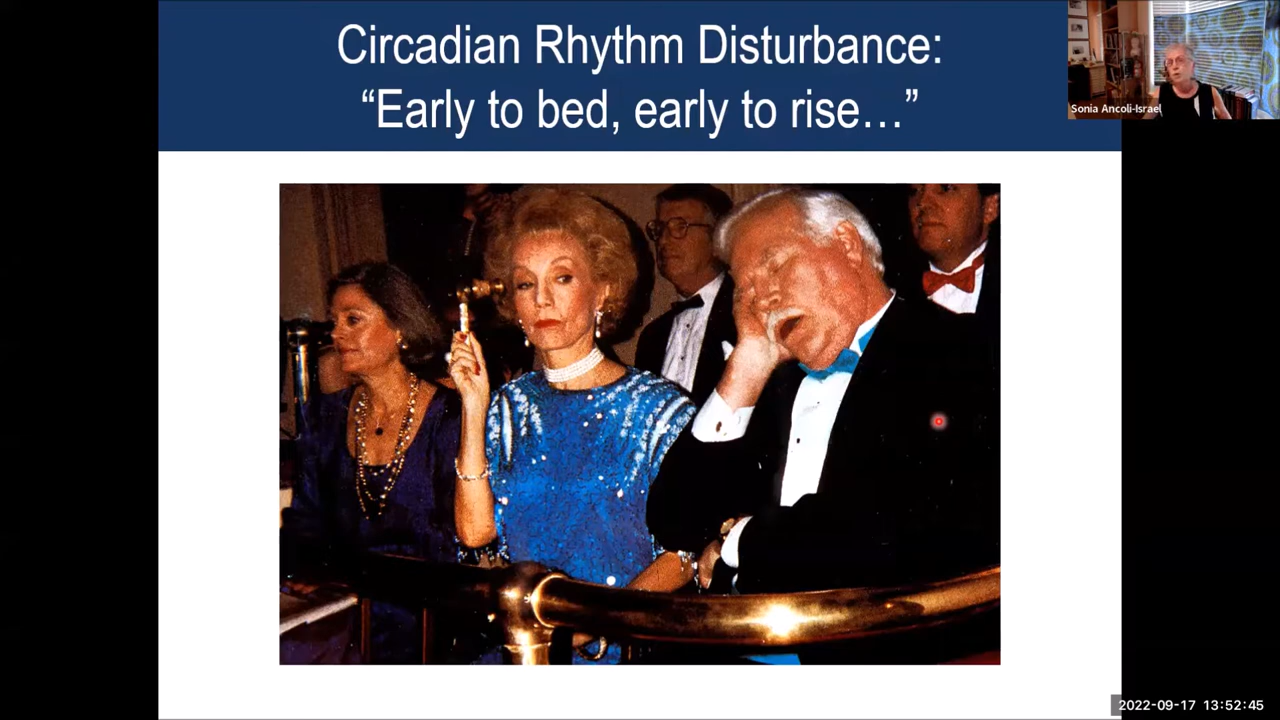 Circadian Rhythm Disturbance:
“Early to bed, early to rise…”
Sonia Ancoli-Israel
2022-09-17 13:52:45